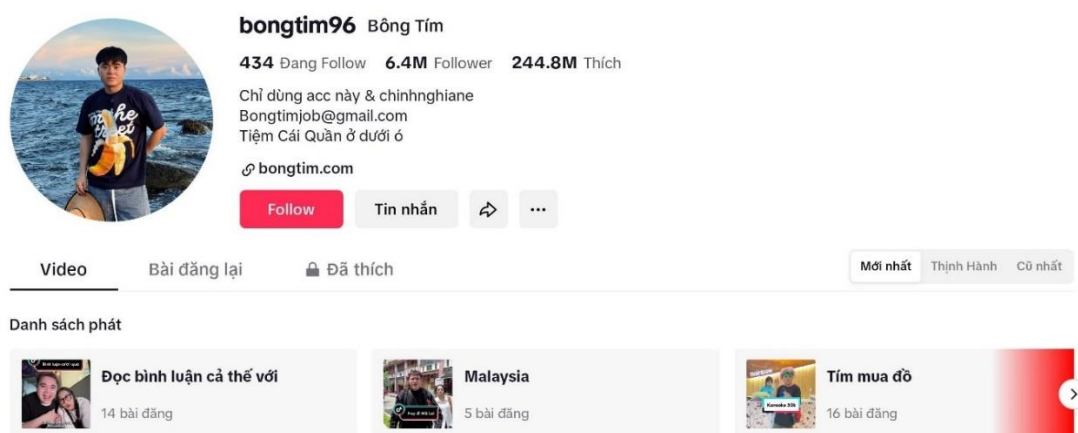 bongtim96 Bông Tím
434 Đang Follow 6.4M Follower 244.8M Thích
Chỉ dùng acc này & chinhnghiane
Bongtimjob@gmail.com
Tiệm Cái Quần ở dưới ó
bongtim.com
Follow Tin nhắn
Video Bài đăng lại Đã thích
Mới nhất Thịnh Hành Cũ nhất
Danh sách phát
Đọc bình luận cả thế với
14 bài đăng
Malaysia
5 bài đăng
Tím mua đồ
16 bài đăng